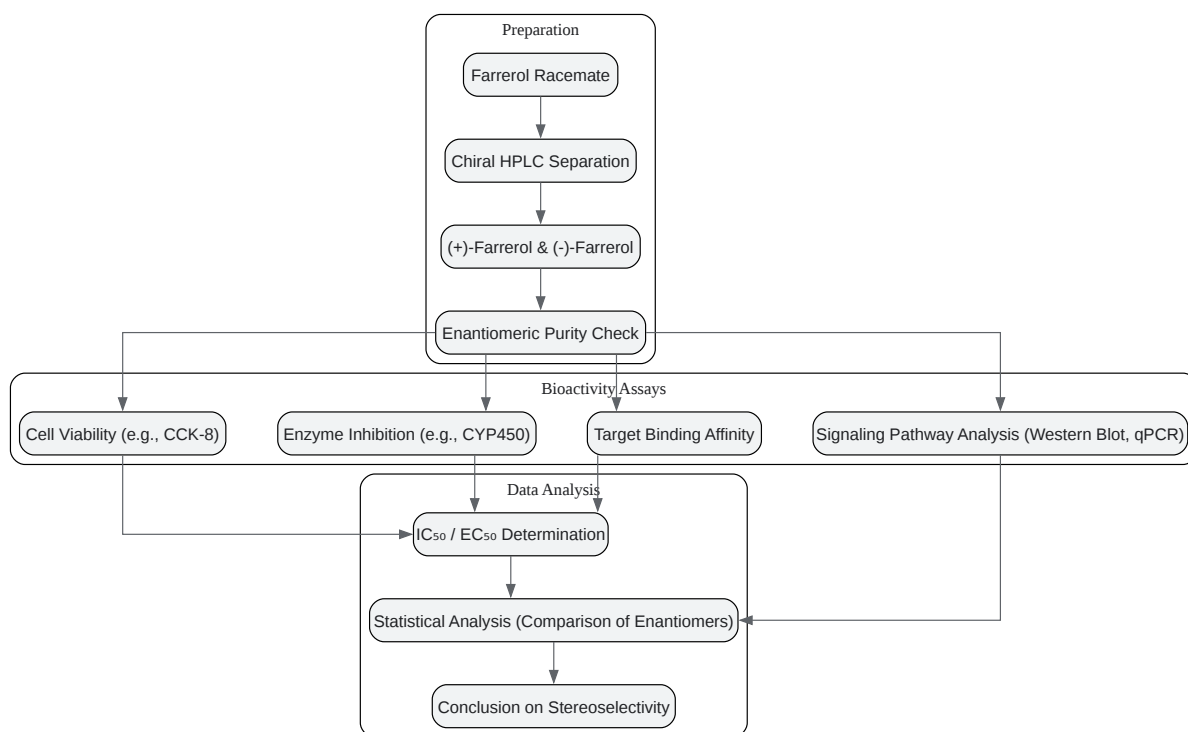 Preparation
Farrerol Racemate
Chiral HPLC Separation
(+)-Farrerol & (-)-Farrerol
Enantiomeric Purity Check
Bioactivity Assays
Cell Viability (e.g., CCK-8)
Enzyme Inhibition (e.g., CYP450)
Target Binding Affinity
Signaling Pathway Analysis (Western Blot, qPCR)
Data Analysis
IC₅₀ / EC₅₀ Determination
Statistical Analysis (Comparison of Enantiomers)
Conclusion on Stereoselectivity